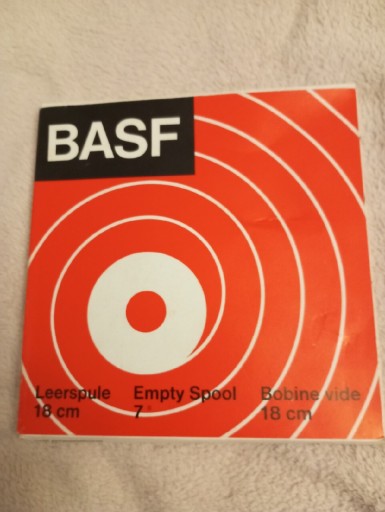 BASF
Leerspule Empty Spool Bobine vide
18 cm 7" 18 cm